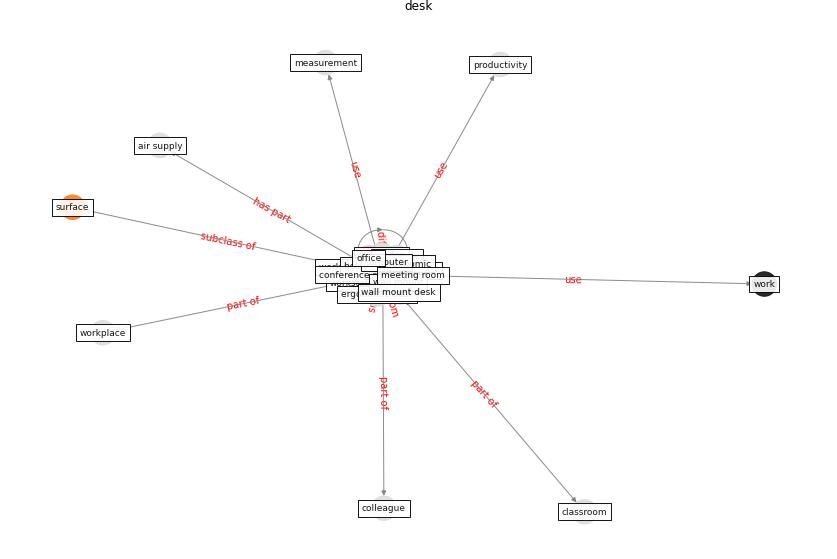 desk
measurement
productivity
air supply
use
use
has part
surface
subclass of
office
conference
meeting room
wall mount desk
use
work
part of
workplace
part of
part of
colleague
classroom